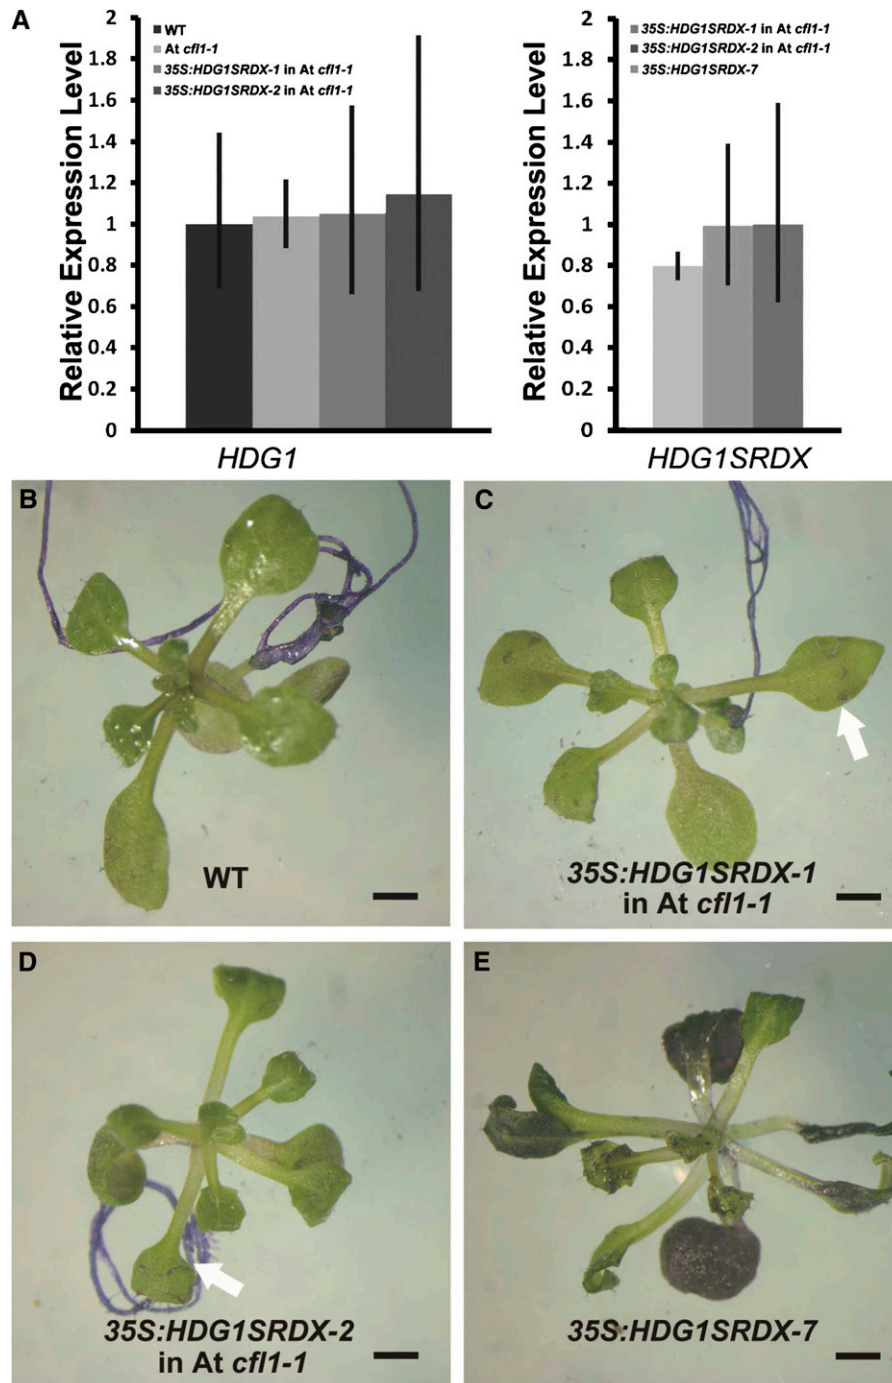 A
Relative Expression Level
2
1.8
1.6
1.4
1.2
1
0.8
0.6
0.4
0.2
0
WT
At cfl1-1
35S:HDG1SRDX-1 in At cfl1-1
35S:HDG1SRDX-2 in At cfl1-1
HDG1
Relative Expression Level
2
1.8
1.6
1.4
1.2
1
0.8
0.6
0.4
0.2
0
35S:HDG1SRDX-1 in At cfl1-1
35S:HDG1SRDX-2 in At cfl1-1
35S:HDG1SRDX-7
HDG1SRDX
B
WT
C
35S:HDG1SRDX-1
in At cfl1-1
D
35S:HDG1SRDX-2
in At cfl1-1
E
35S:HDG1SRDX-7